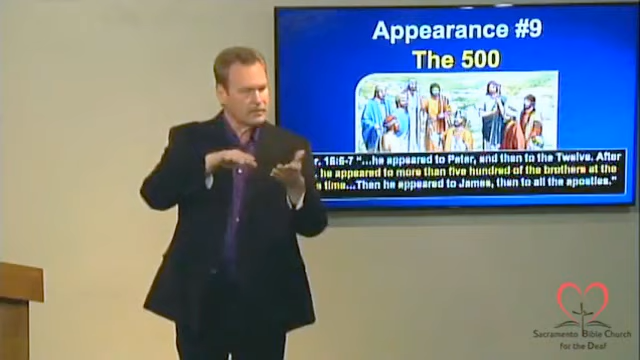 Appearance #9
The 500
r. 15:5-7 “...he appeared to Peter, and then to the Twelve. After
he appeared to more than five hundred of the brothers at the
time...Then he appeared to James, then to all the apostles.”
Sacramento Bible Church
for the Deaf